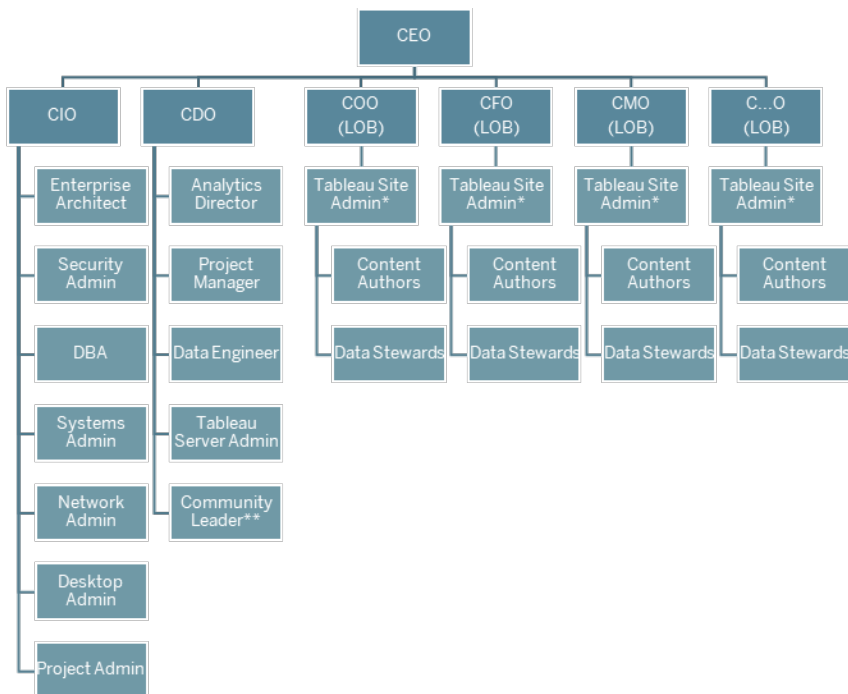 CEO
CIO
CDO
COO
(LOB)
CFO
(LOB)
CMO
(LOB)
C...O
(LOB)
Enterprise
Architect
Security
Admin
DBA
Systems
Admin
Network
Admin
Desktop
Admin
Project Admin
Analytics
Director
Project
Manager
Data Engineer
Tableau
Server Admin
Community
Leader**
Tableau Site
Admin*
Content
Authors
Data Stewards
Tableau Site
Admin*
Content
Authors
Data Stewards
Tableau Site
Admin*
Content
Authors
Data Stewards
Tableau Site
Admin*
Content
Authors
Data Stewards